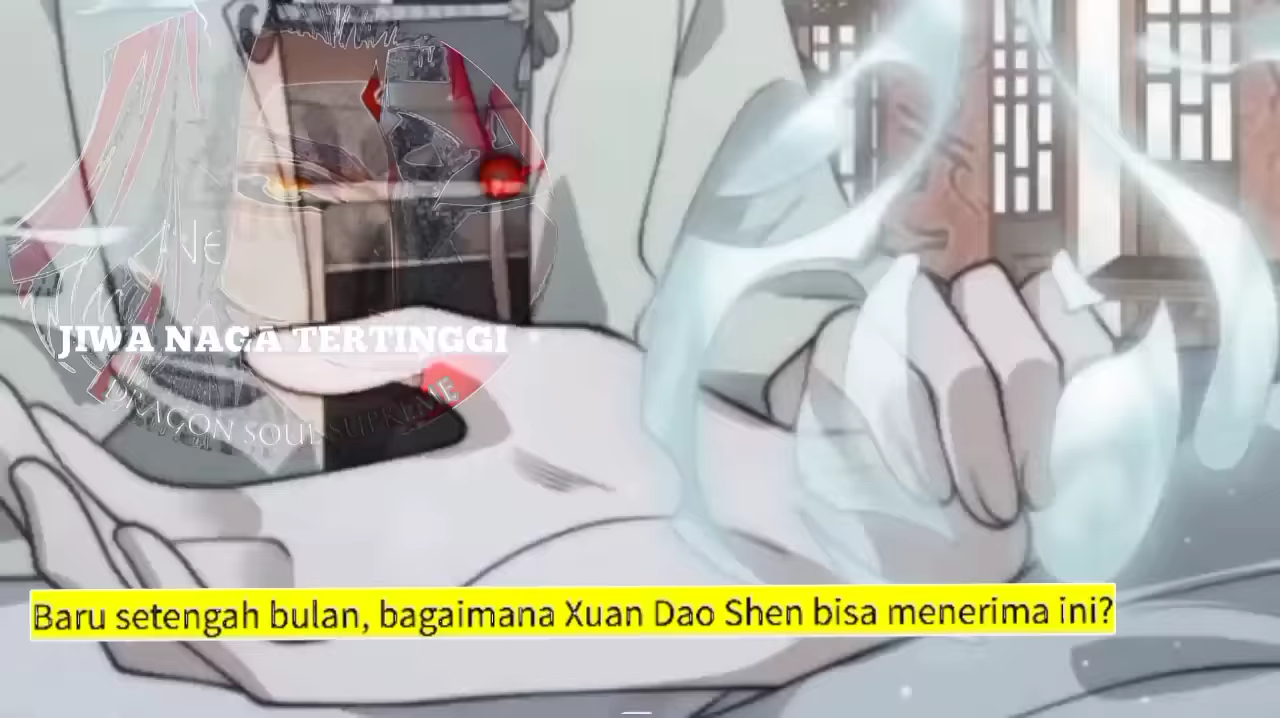 JIWA NAGA TERTINGGI
DRAGON SOUL SUPREME
Baru setengah bulan, bagaimana Xuan Dao Shen bisa menerima ini?